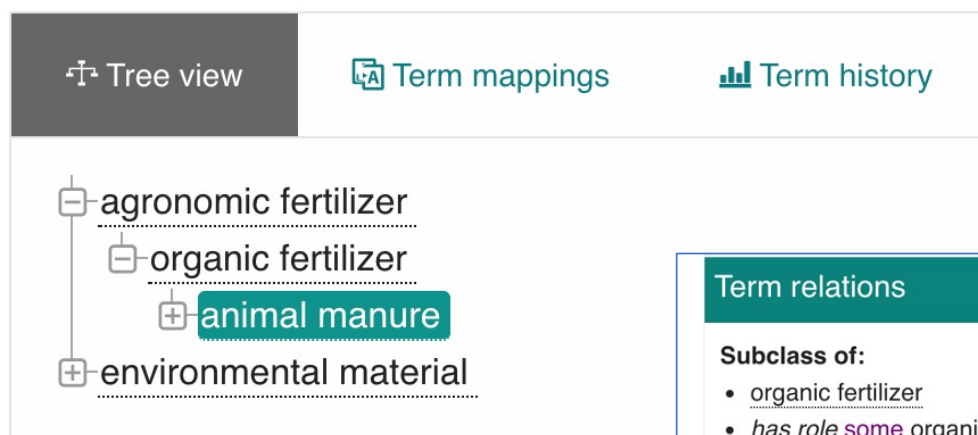 Tree view
Term mappings
Term history
agronomic fertilizer
organic fertilizer
animal manure
environmental material
Term relations
Subclass of:
organic fertilizer
has role some organi